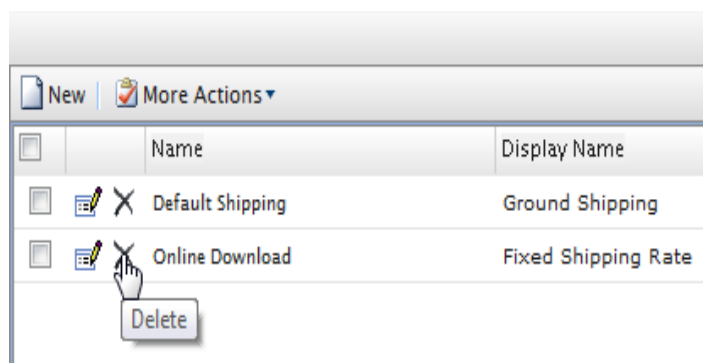 New More Actions
Name Display Name
Default Shipping Ground Shipping
Online Download Fixed Shipping Rate
Delete